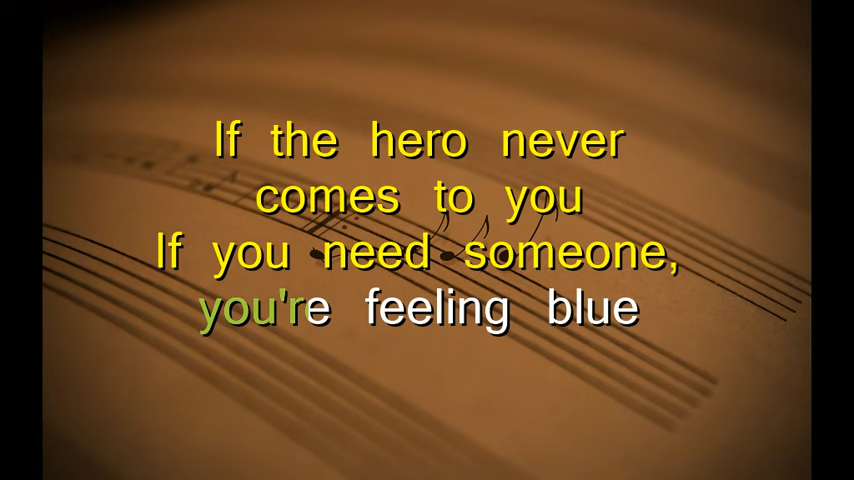 If the hero never
comes to you
If you need someone,
you're feeling blue